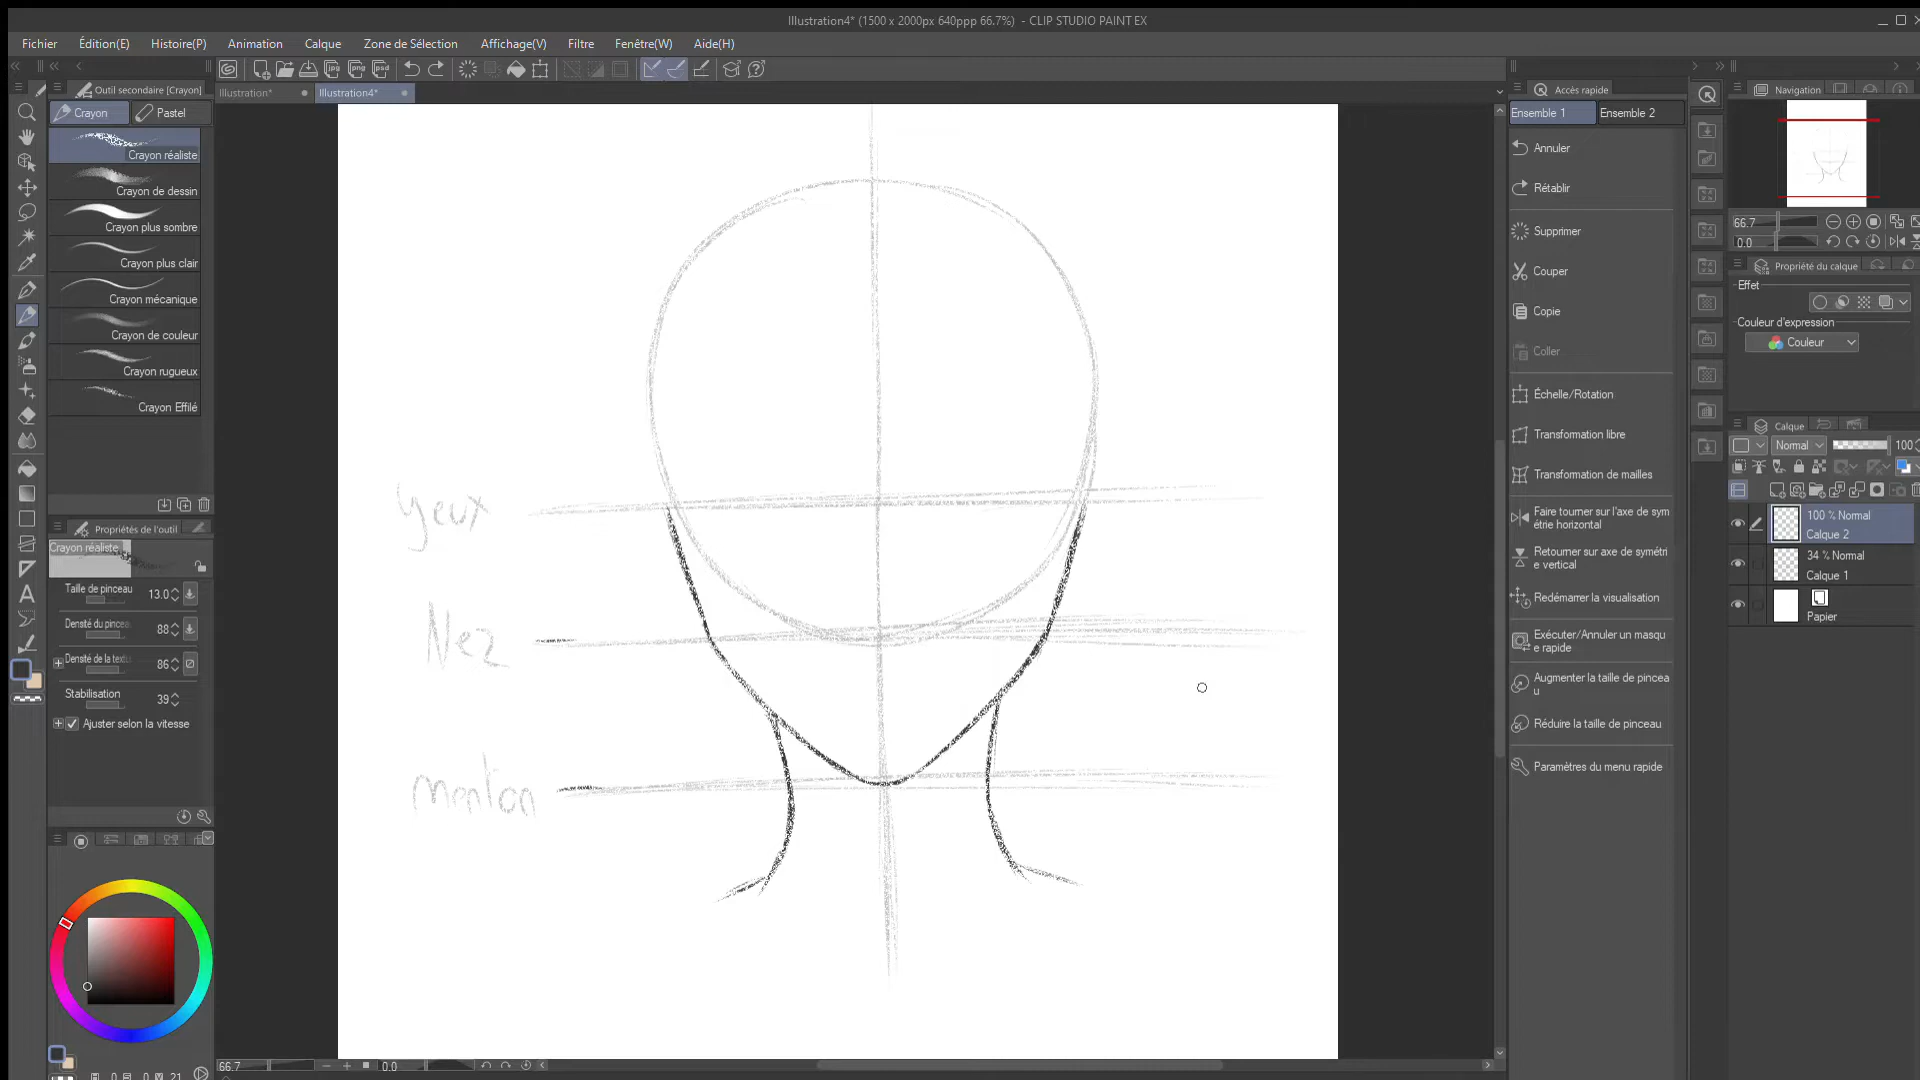 Illustration4* (1500 x 2000px 640ppp 66.7%) - CLIP STUDIO PAINT EX
Fichier Édition(E) Histoire(P) Animation Calque Zone de Sélection Affichage(V) Filtre Fenêtre(W) Aide(H)
Outil secondaire [Crayon]
Crayon Pastel
Crayon réaliste
Crayon de dessin
Crayon plus sombre
Crayon plus clair
Crayon mécanique
Crayon de couleur
Crayon rugueux
Crayon Effilé
Propriétés de l'outil
Crayon réaliste
Taille de pinceau 13.0
Densité du pincea 88
Densité de la textu 86
Stabilisation 39
Ajuster selon la vitesse
Illustration* Illustration4*
Yeux
Nez
Menton
66.7 0.0
Accès rapide
Ensemble 1 Ensemble 2
Annuler
Rétablir
Supprimer
Couper
Copie
Coller
Échelle/Rotation
Transformation libre
Transformation de mailles
Faire tourner sur l'axe de sym
étrie horizontal
Retourner sur axe de symétri
e vertical
Redémarrer la visualisation
Exécuter/Annuler un masqu
e rapide
Augmenter la taille de pincea
u
Réduire la taille de pinceau
Paramètres du menu rapide
Navigation
66.7
0.0
Propriété du calque
Effet
Couleur d'expression
Couleur
Calque
Normal 100
100 % Normal
Calque 2
34 % Normal
Calque 1
Papier